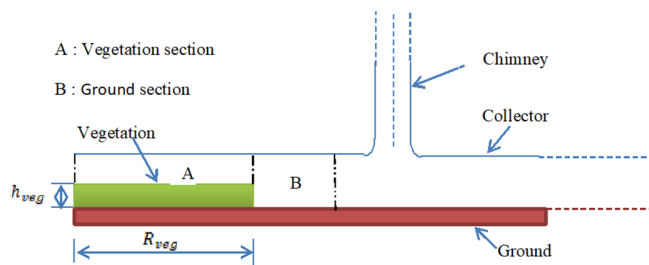 A : Vegetation section
B : Ground section
Chimney
Collector
Vegetation
A
B
h_veg
R_veg
Ground